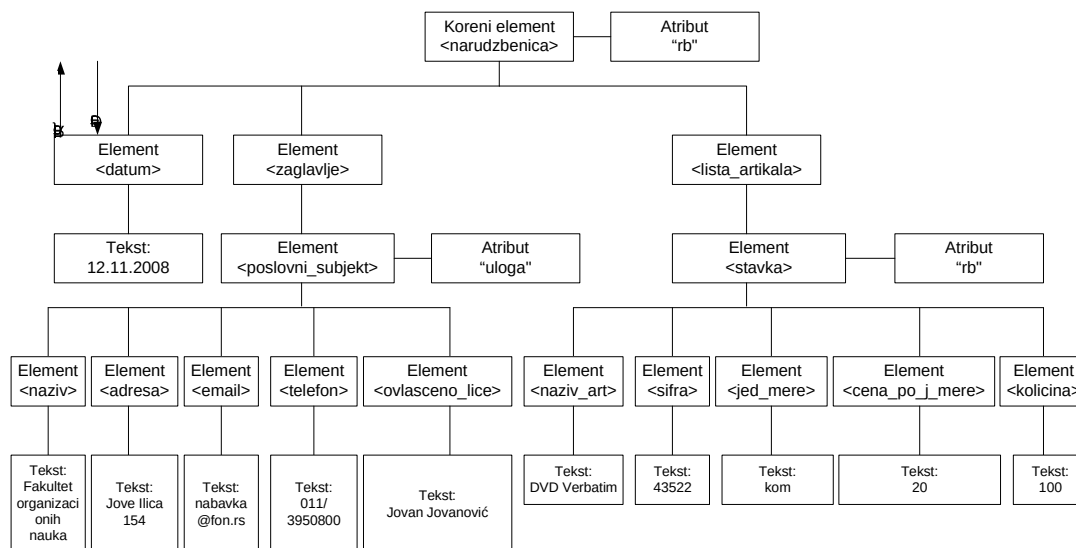 Koreni element
<narudzbenica>
Atribut
“rb”
Element
<datum>
Element
<zaglavlje>
Element
<lista_artikala>
Tekst:
12.11.2008
Element
<poslovni_subjekt>
Atribut
“uloga”
Element
<stavka>
Atribut
“rb”
Element
<naziv>
Element
<adresa>
Element
<email>
Element
<telefon>
Element
<ovlasceno_lice>
Element
<naziv_art>
Element
<sifra>
Element
<jed_mere>
Element
<cena_po_j_mere>
Element
<kolicina>
Tekst:
Fakultet
organizaci
onih
nauka
Tekst:
Jove Ilica
154
Tekst:
nabavka
@fon.rs
Tekst:
011/
3950800
Tekst:
Jovan Jovanović
Tekst:
DVD Verbatim
Tekst:
43522
Tekst:
kom
Tekst:
20
Tekst:
100